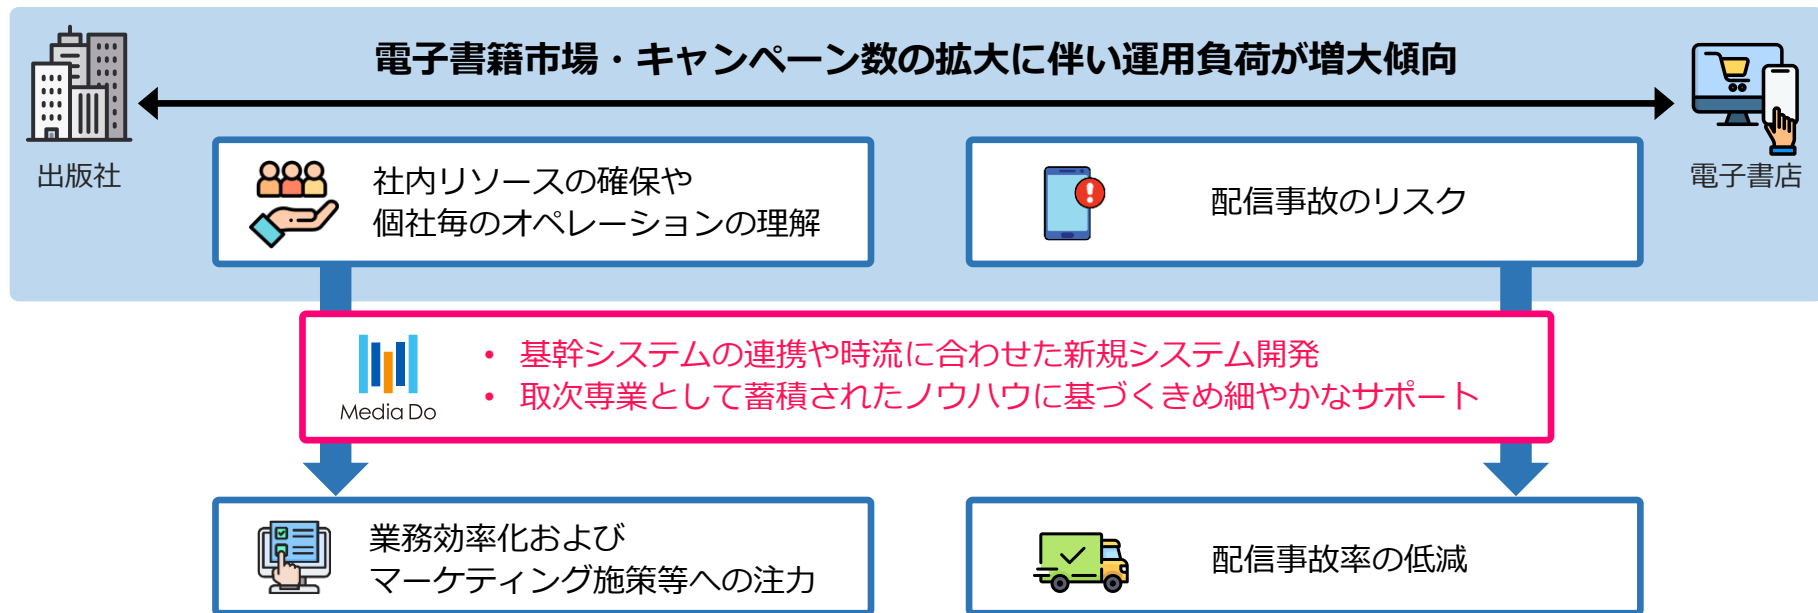 電子書籍市場・キャンペーン数の拡大に伴い運用負荷が増大傾向
出版社
電子書店
社内リソースの確保や
個社毎のオペレーションの理解
配信事故のリスク
Media Do
• 基幹システムの連携や時流に合わせた新規システム開発
• 取次専業として蓄積されたノウハウに基づくきめ細やかなサポート
業務効率化および
マーケティング施策等への注力
配信事故率の低減